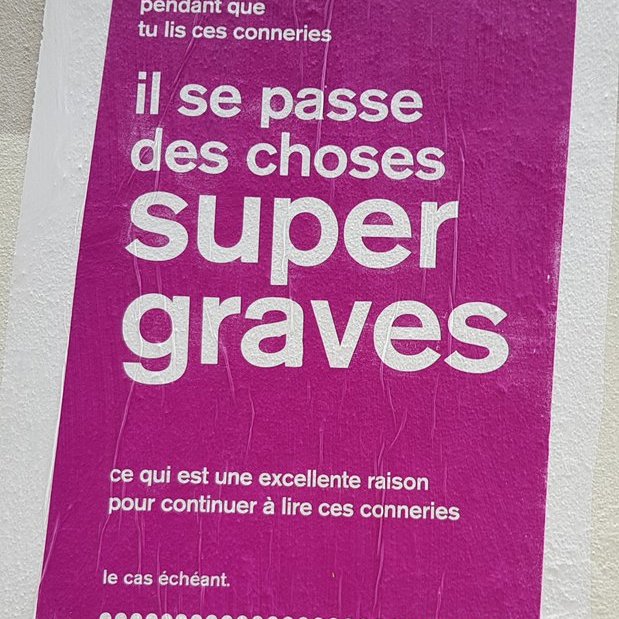 pendant que
tu lis ces conneries
il se passe
des choses
super
graves
ce qui est une excellente raison
pour continuer à lire ces conneries
le cas échéant.